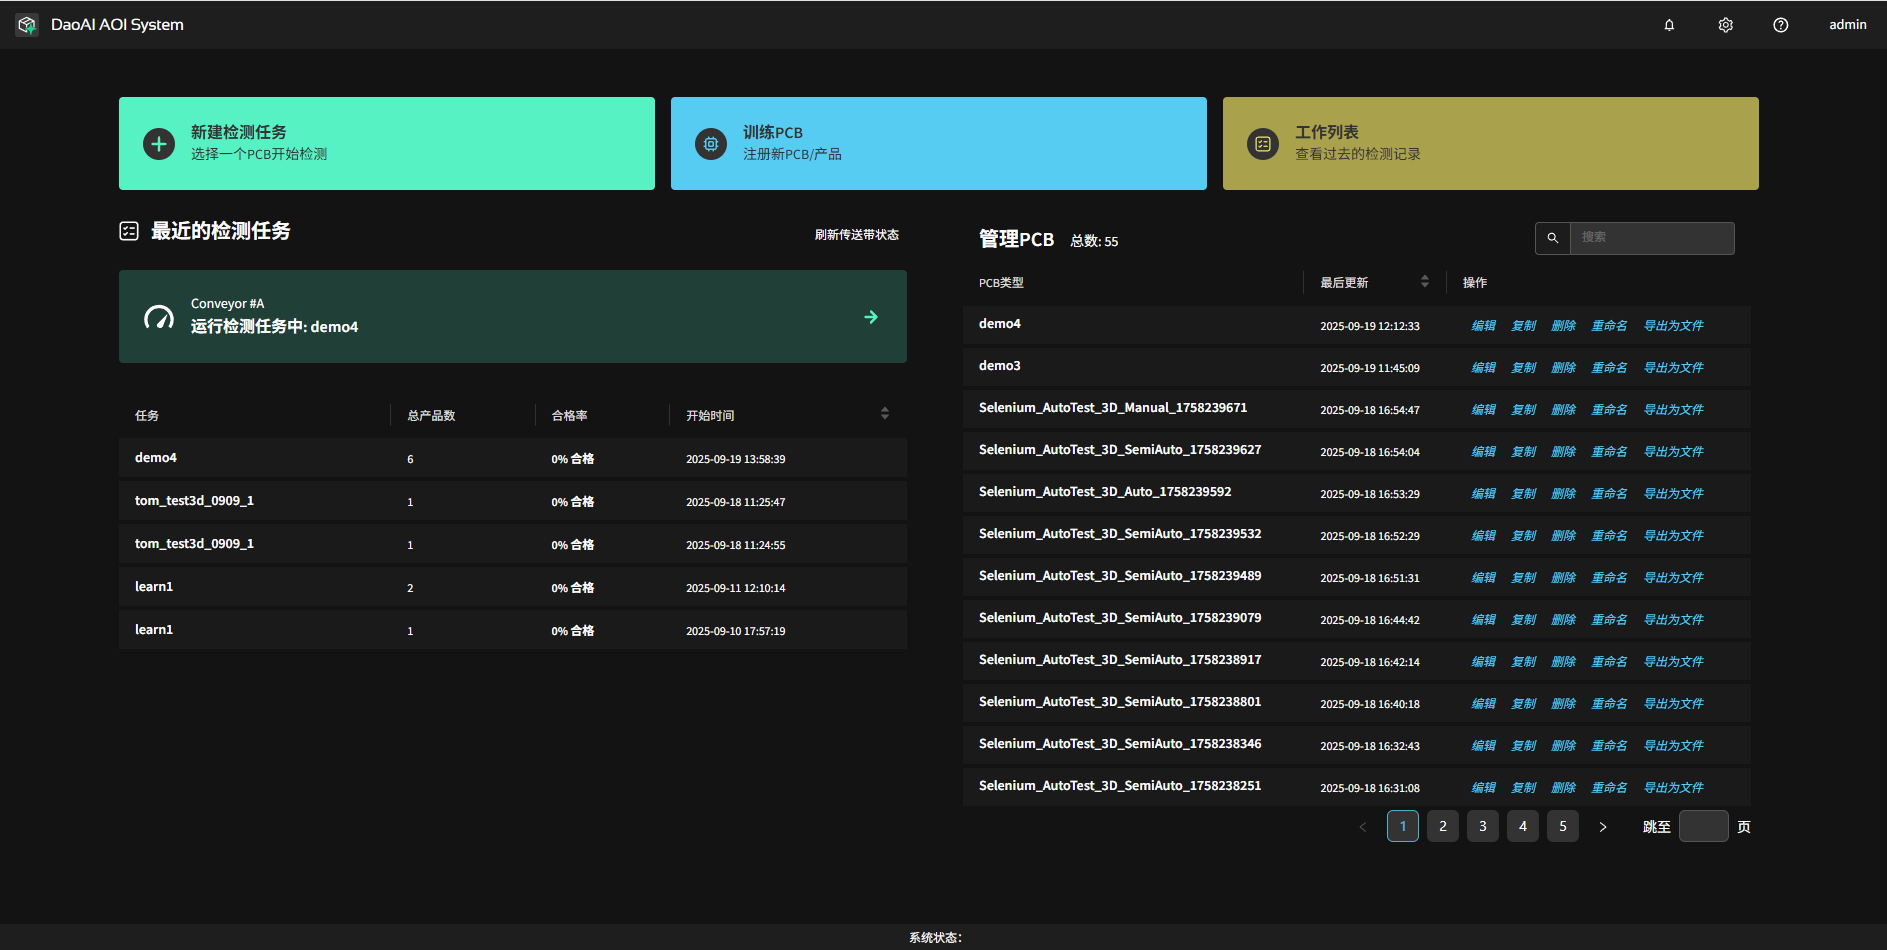 DaoAI AOI System
admin
新建检测任务
选择一个PCB开始检测
训练PCB
注册新PCB/产品
工作列表
查看过去的检测记录
最近的检测任务
刷新传送带状态
Conveyor #A
运行检测任务中: demo4
任务 总产品数 合格率 开始时间
demo4 6 0% 合格 2025-09-19 13:58:39
tom_test3d_0909_1 1 0% 合格 2025-09-18 11:25:47
tom_test3d_0909_1 1 0% 合格 2025-09-18 11:24:55
learn1 2 0% 合格 2025-09-11 12:10:14
learn1 1 0% 合格 2025-09-10 17:57:19
管理PCB 总数: 55
搜索
PCB类型 最后更新 操作
demo4 2025-09-19 12:12:33 编辑 复制 删除 重命名 导出为文件
demo3 2025-09-19 11:45:09 编辑 复制 删除 重命名 导出为文件
Selenium_AutoTest_3D_Manual_1758239671 2025-09-18 16:54:47 编辑 复制 删除 重命名 导出为文件
Selenium_AutoTest_3D_SemiAuto_1758239627 2025-09-18 16:54:04 编辑 复制 删除 重命名 导出为文件
Selenium_AutoTest_3D_Auto_1758239592 2025-09-18 16:53:29 编辑 复制 删除 重命名 导出为文件
Selenium_AutoTest_3D_SemiAuto_1758239532 2025-09-18 16:52:29 编辑 复制 删除 重命名 导出为文件
Selenium_AutoTest_3D_SemiAuto_1758239489 2025-09-18 16:51:31 编辑 复制 删除 重命名 导出为文件
Selenium_AutoTest_3D_SemiAuto_1758239079 2025-09-18 16:44:42 编辑 复制 删除 重命名 导出为文件
Selenium_AutoTest_3D_SemiAuto_1758238917 2025-09-18 16:42:14 编辑 复制 删除 重命名 导出为文件
Selenium_AutoTest_3D_SemiAuto_1758238801 2025-09-18 16:40:18 编辑 复制 删除 重命名 导出为文件
Selenium_AutoTest_3D_SemiAuto_1758238346 2025-09-18 16:32:43 编辑 复制 删除 重命名 导出为文件
Selenium_AutoTest_3D_SemiAuto_1758238251 2025-09-18 16:31:08 编辑 复制 删除 重命名 导出为文件
1 2 3 4 5 跳至 页
系统状态: